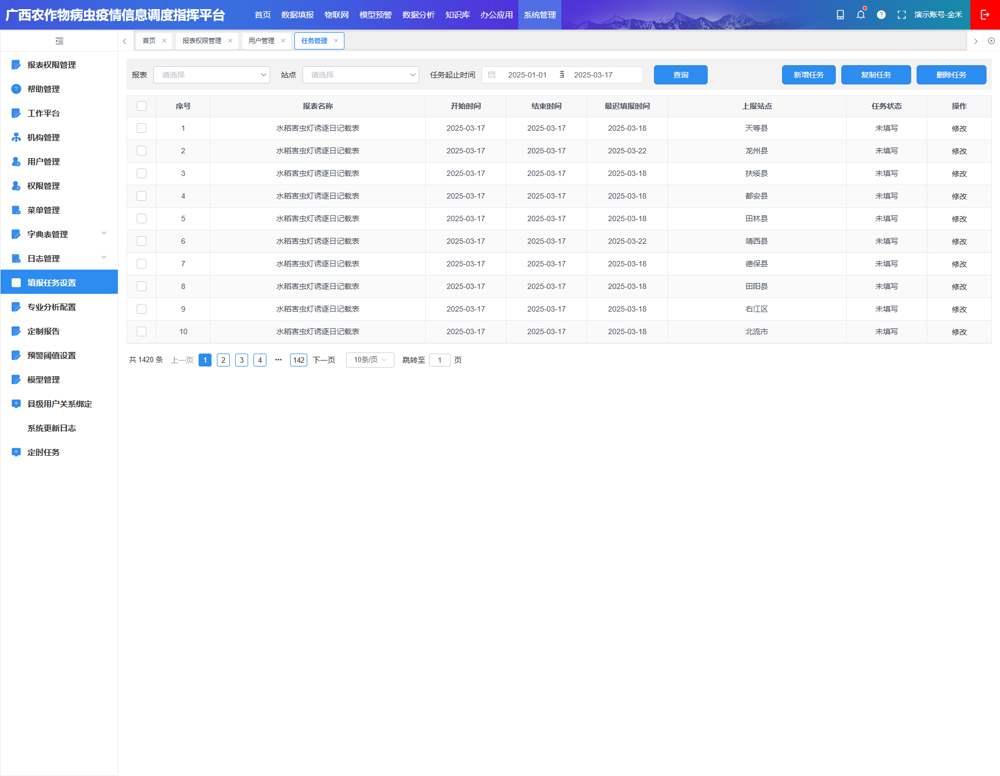 广西农作物病虫疫情信息调度指挥平台 首页 数据填报 物联网 模型预警 数据分析 知识库 办公应用 系统管理 演示账号-金禾
首页 报表权限管理 用户管理 任务管理
报表权限管理
帮助管理
工作平台
机构管理
用户管理
权限管理
菜单管理
字典表管理
日志管理
填报任务设置
专业分析配置
定制报告
预警阈值设置
模型管理
县级用户关系绑定
系统更新日志
定时任务
报表 请选择 站点 请选择 任务起止时间 2025-01-01 至 2025-03-17 查询 新增任务 复制任务 删除任务
序号 报表名称 开始时间 结束时间 最迟填报时间 上报站点 任务状态 操作
1 水稻害虫灯诱逐日记载表 2025-03-17 2025-03-17 2025-03-18 天等县 未填写 修改
2 水稻害虫灯诱逐日记载表 2025-03-17 2025-03-17 2025-03-22 龙州县 未填写 修改
3 水稻害虫灯诱逐日记载表 2025-03-17 2025-03-17 2025-03-18 扶绥县 未填写 修改
4 水稻害虫灯诱逐日记载表 2025-03-17 2025-03-17 2025-03-18 都安县 未填写 修改
5 水稻害虫灯诱逐日记载表 2025-03-17 2025-03-17 2025-03-18 田林县 未填写 修改
6 水稻害虫灯诱逐日记载表 2025-03-17 2025-03-17 2025-03-22 靖西县 未填写 修改
7 水稻害虫灯诱逐日记载表 2025-03-17 2025-03-17 2025-03-18 德保县 未填写 修改
8 水稻害虫灯诱逐日记载表 2025-03-17 2025-03-17 2025-03-18 田阳县 未填写 修改
9 水稻害虫灯诱逐日记载表 2025-03-17 2025-03-17 2025-03-18 右江区 未填写 修改
10 水稻害虫灯诱逐日记载表 2025-03-17 2025-03-17 2025-03-18 北流市 未填写 修改
共 1420 条 上一页 1 2 3 4 ••• 142 下一页 10条/页 跳转至 1 页